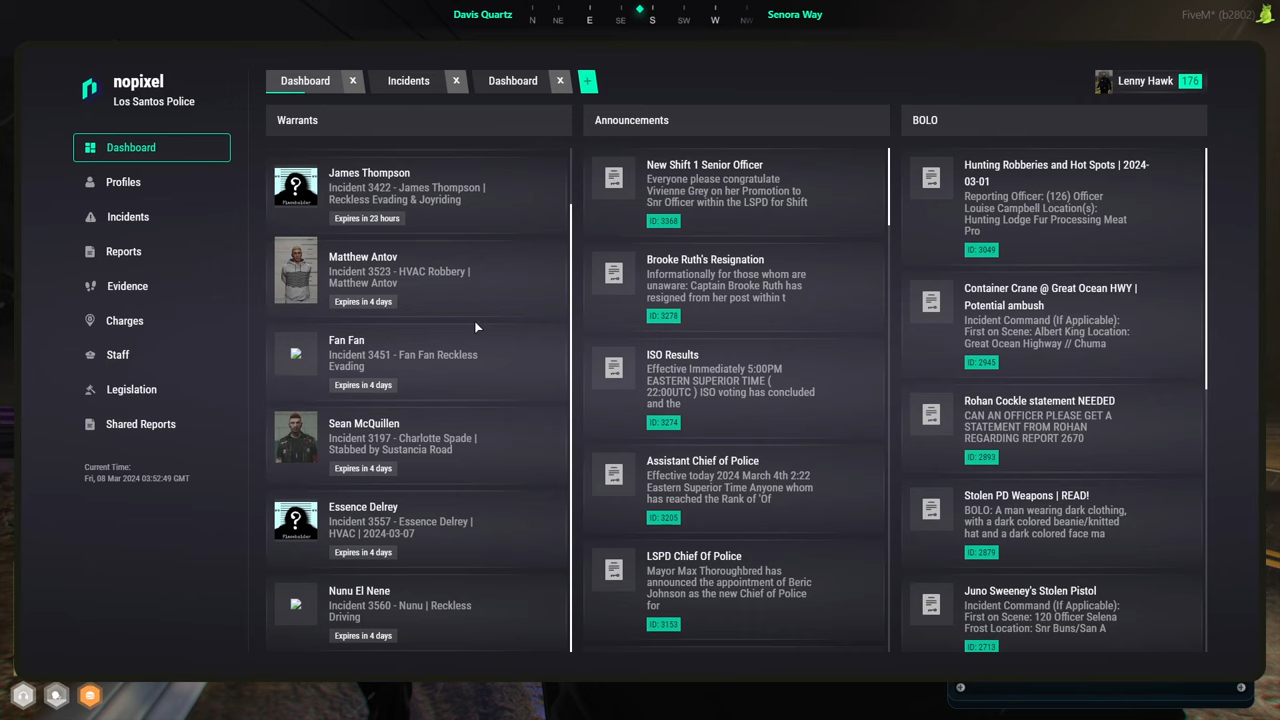 Davis Quartz
N
NE
E
SE
S
SW
W
NW
Senora Way
FiveM* (b2802)
nopixel
Los Santos Police
Dashboard
Profiles
Incidents
Reports
Evidence
Charges
Staff
Legislation
Shared Reports
Current Time:
Fri, 08 Mar 2024 03:52:49 GMT
Dashboard x
Incidents x
Dashboard x
+
Lenny Hawk 176
Warrants
James Thompson
Incident 3422 - James Thompson |
Reckless Evading & Joyriding
Expires in 23 hours
Matthew Antov
Incident 3523 - HVAC Robbery |
Matthew Antov
Expires in 4 days
Fan Fan
Incident 3451 - Fan Fan Reckless
Evading
Expires in 4 days
Sean McQuillen
Incident 3197 - Charlotte Spade |
Stabbed by Sustancia Road
Expires in 4 days
?
Placeholder
Essence Delrey
Incident 3557 - Essence Delrey |
HVAC | 2024-03-07
Expires in 4 days
Nunu El Nene
Incident 3560 - Nunu | Reckless
Driving
Expires in 4 days
Announcements
New Shift 1 Senior Officer
Everyone please congratulate
Vivienne Grey on her Promotion to
Snr Officer within the LSPD for Shift
ID: 3368
Brooke Ruth's Resignation
Informationally for those whom are
unaware: Captain Brooke Ruth has
resigned from her post within t
ID: 3278
ISO Results
Effective Immediately 5:00PM
EASTERN SUPERIOR TIME (
22:00UTC ) ISO voting has concluded
and the
ID: 3274
Assistant Chief of Police
Effective today 2024 March 4th 2:22
Eastern Superior Time Anyone whom
has reached the Rank of 'Of
ID: 3205
LSPD Chief Of Police
Mayor Max Thoroughbred has
announced the appointment of Beric
Johnson as the new Chief of Police
for
ID: 3153
BOLO
Hunting Robberies and Hot Spots | 2024-
03-01
Reporting Officer: (126) Officer
Louise Campbell Location(s):
Hunting Lodge Fur Processing Meat
Pro
ID: 3049
Container Crane @ Great Ocean HWY |
Potential ambush
Incident Command (If Applicable):
First on Scene: Albert King Location:
Great Ocean Highway // Chuma
ID: 2945
Rohan Cockle statement NEEDED
CAN AN OFFICER PLEASE GET A
STATEMENT FROM ROHAN
REGARDING REPORT 2670
ID: 2893
Stolen PD Weapons | READ!
BOLO: A man wearing dark clothing,
with a dark colored beanie/knitted
hat and a dark colored face ma
ID: 2879
Juno Sweeney's Stolen Pistol
Incident Command (If Applicable):
First on Scene: 120 Officer Selena
Frost Location: Snr Buns/San A
ID: 2713